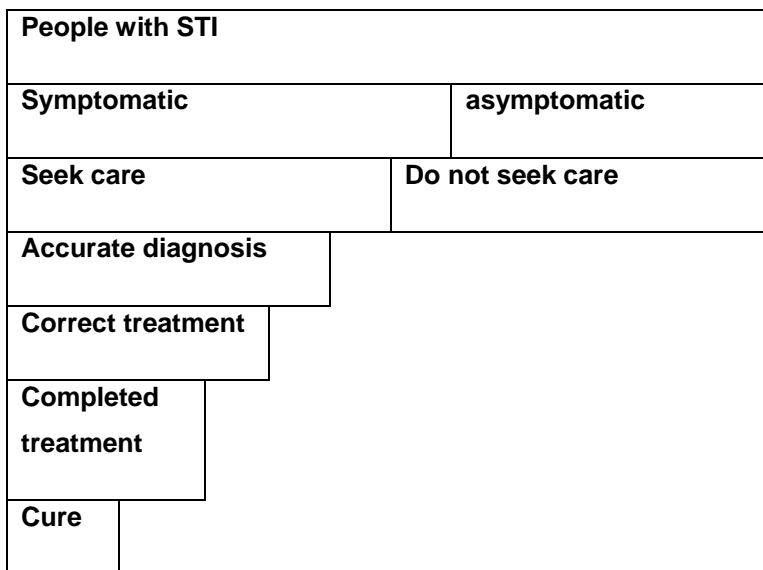 People with STI
Symptomatic
asymptomatic
Seek care
Do not seek care
Accurate diagnosis
Correct treatment
Completed
treatment
Cure